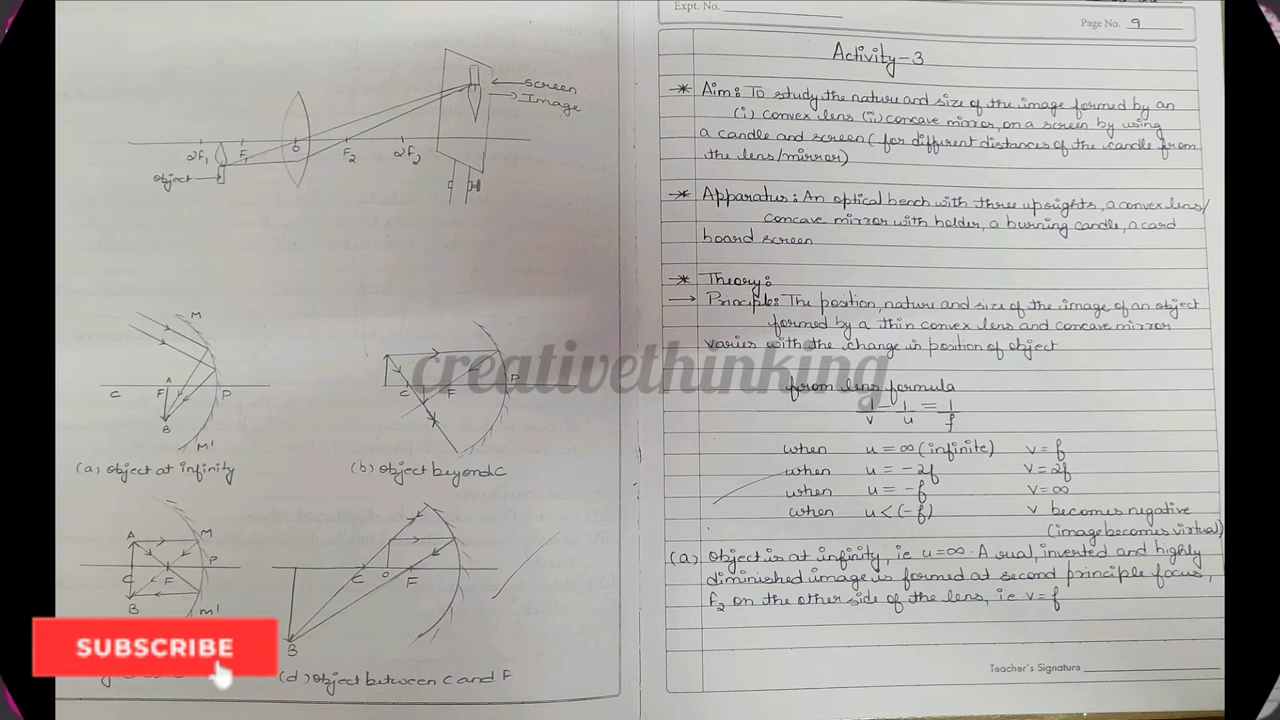 screen
Image
2F1 F1 O F2 2F2
object
M
C F A P
B
M'
(a) object at infinity
C F P
(b) object beyond C
A M
C F P
B M'
C O F
B
(d) object between C and F
SUBSCRIBE
creativethinking
Expt. No.
Page No. 9
Activity-3
* Aim: To study the nature and size of the image formed by an
(i) convex lens (ii) concave mirror, on a screen by using
a candle and screen (for different distances of the candle from
the lens/mirror)
* Apparatus: An optical bench with three uprights, a convex lens/
concave mirror with holder, a burning candle, a card
board screen
* Theory:
→ Principle: The position, nature and size of the image of an object
formed by a thin convex lens and concave mirror
varies with the change in position of object
from lens formula
1/v - 1/u = 1/f
when u = ∞ (infinite) v = f
when u = -2f v = 2f
when u = -f v = ∞
when u < (-f) v becomes negative
(image becomes virtual)
(a) Object is at infinity, ie u = ∞. A real, inverted and highly
diminished image is formed at second principle focus,
F2 on the other side of the lens, ie v = f
Teacher's Signature